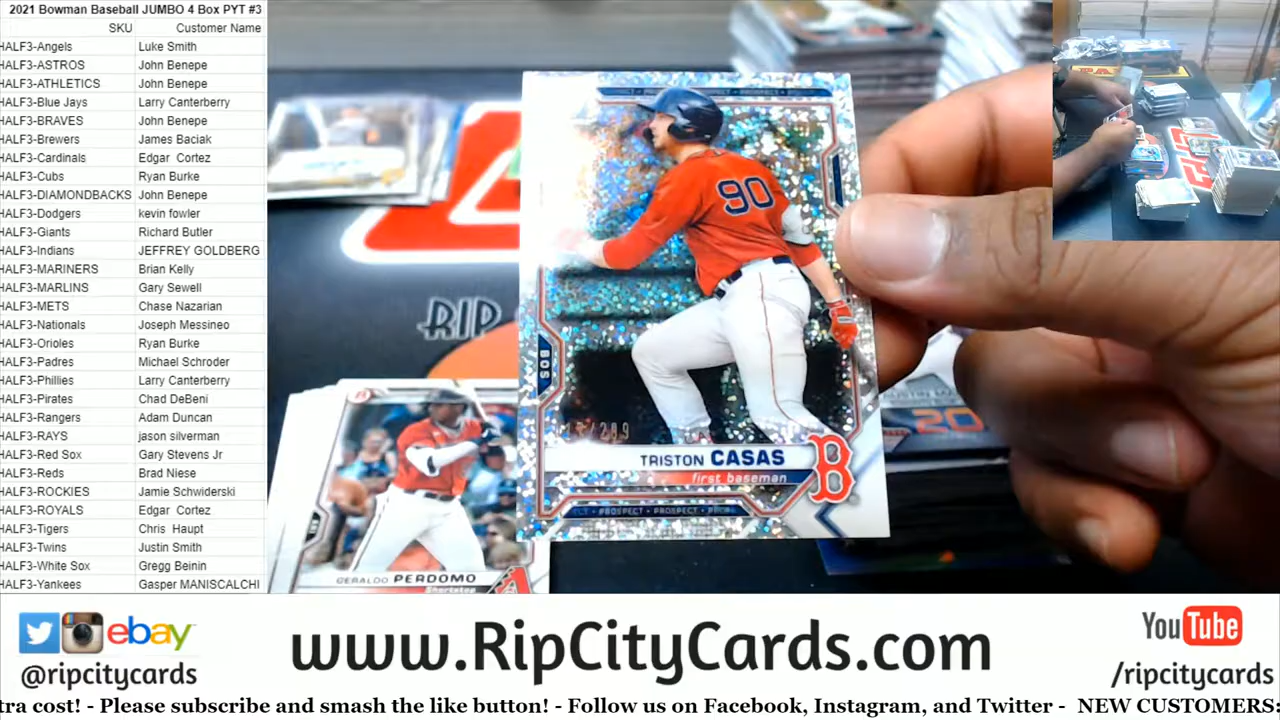 2021 Bowman Baseball JUMBO 4 Box PYT #3
SKU Customer Name
HALF3-Angels Luke Smith
HALF3-ASTROS John Benepe
HALF3-ATHLETICS John Benepe
HALF3-Blue Jays Larry Canterberry
HALF3-BRAVES John Benepe
HALF3-Brewers James Baciak
HALF3-Cardinals Edgar Cortez
HALF3-Cubs Ryan Burke
HALF3-DIAMONDBACKS John Benepe
HALF3-Dodgers kevin fowler
HALF3-Giants Richard Butler
HALF3-Indians JEFFREY GOLDBERG
HALF3-MARINERS Brian Kelly
HALF3-MARLINS Gary Sewell
HALF3-METS Chase Nazarian
HALF3-Nationals Joseph Messineo
HALF3-Orioles Ryan Burke
HALF3-Padres Michael Schroder
HALF3-Phillies Larry Canterberry
HALF3-Pirates Chad DeBeni
HALF3-Rangers Adam Duncan
HALF3-RAYS jason silverman
HALF3-Red Sox Gary Stevens Jr
HALF3-Reds Brad Niese
HALF3-ROCKIES Jamie Schwiderski
HALF3-ROYALS Edgar Cortez
HALF3-Tigers Chris Haupt
HALF3-Twins Justin Smith
HALF3-White Sox Gregg Beinin
HALF3-Yankees Gasper MANISCALCHI
PROSPECT
90
BOS
TRISTON CASAS
first baseman
B
PROSPECT • PROSPECT
RIP
20
GERALDO PERDOMO
Shortstop
ebay
@ripcitycards
www.RipCityCards.com
YouTube
/ripcitycards
tra cost! - Please subscribe and smash the like button! - Follow us on Facebook, Instagram, and Twitter - NEW CUSTOMERS: